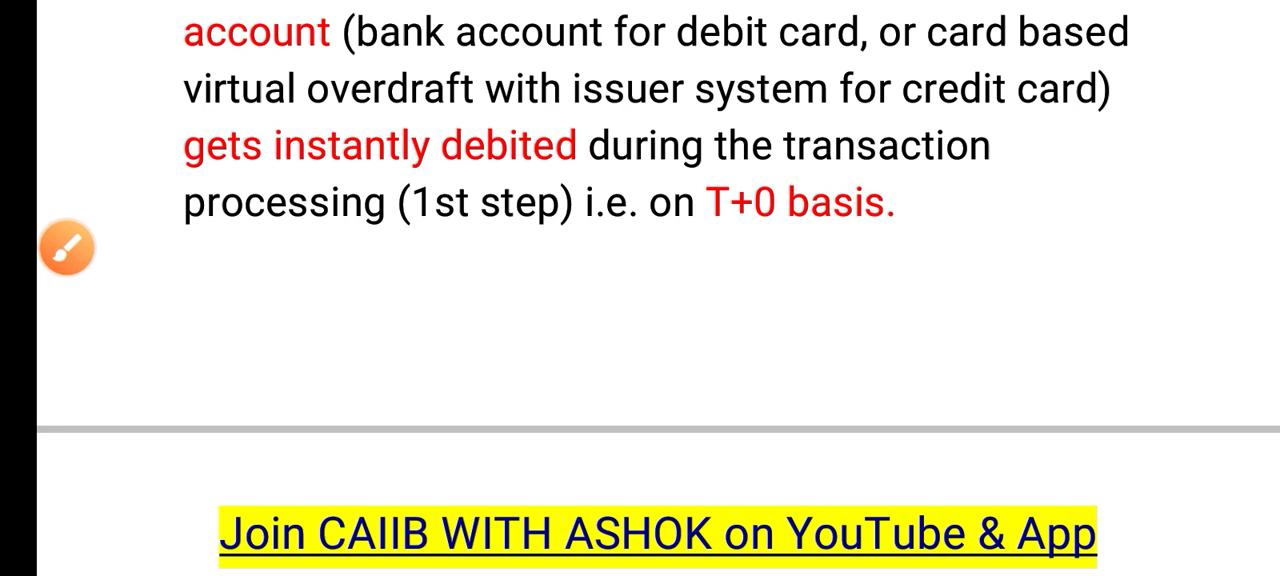 account (bank account for debit card, or card based
virtual overdraft with issuer system for credit card)
gets instantly debited during the transaction
processing (1st step) i.e. on T+0 basis.
Join CAIIB WITH ASHOK on YouTube & App